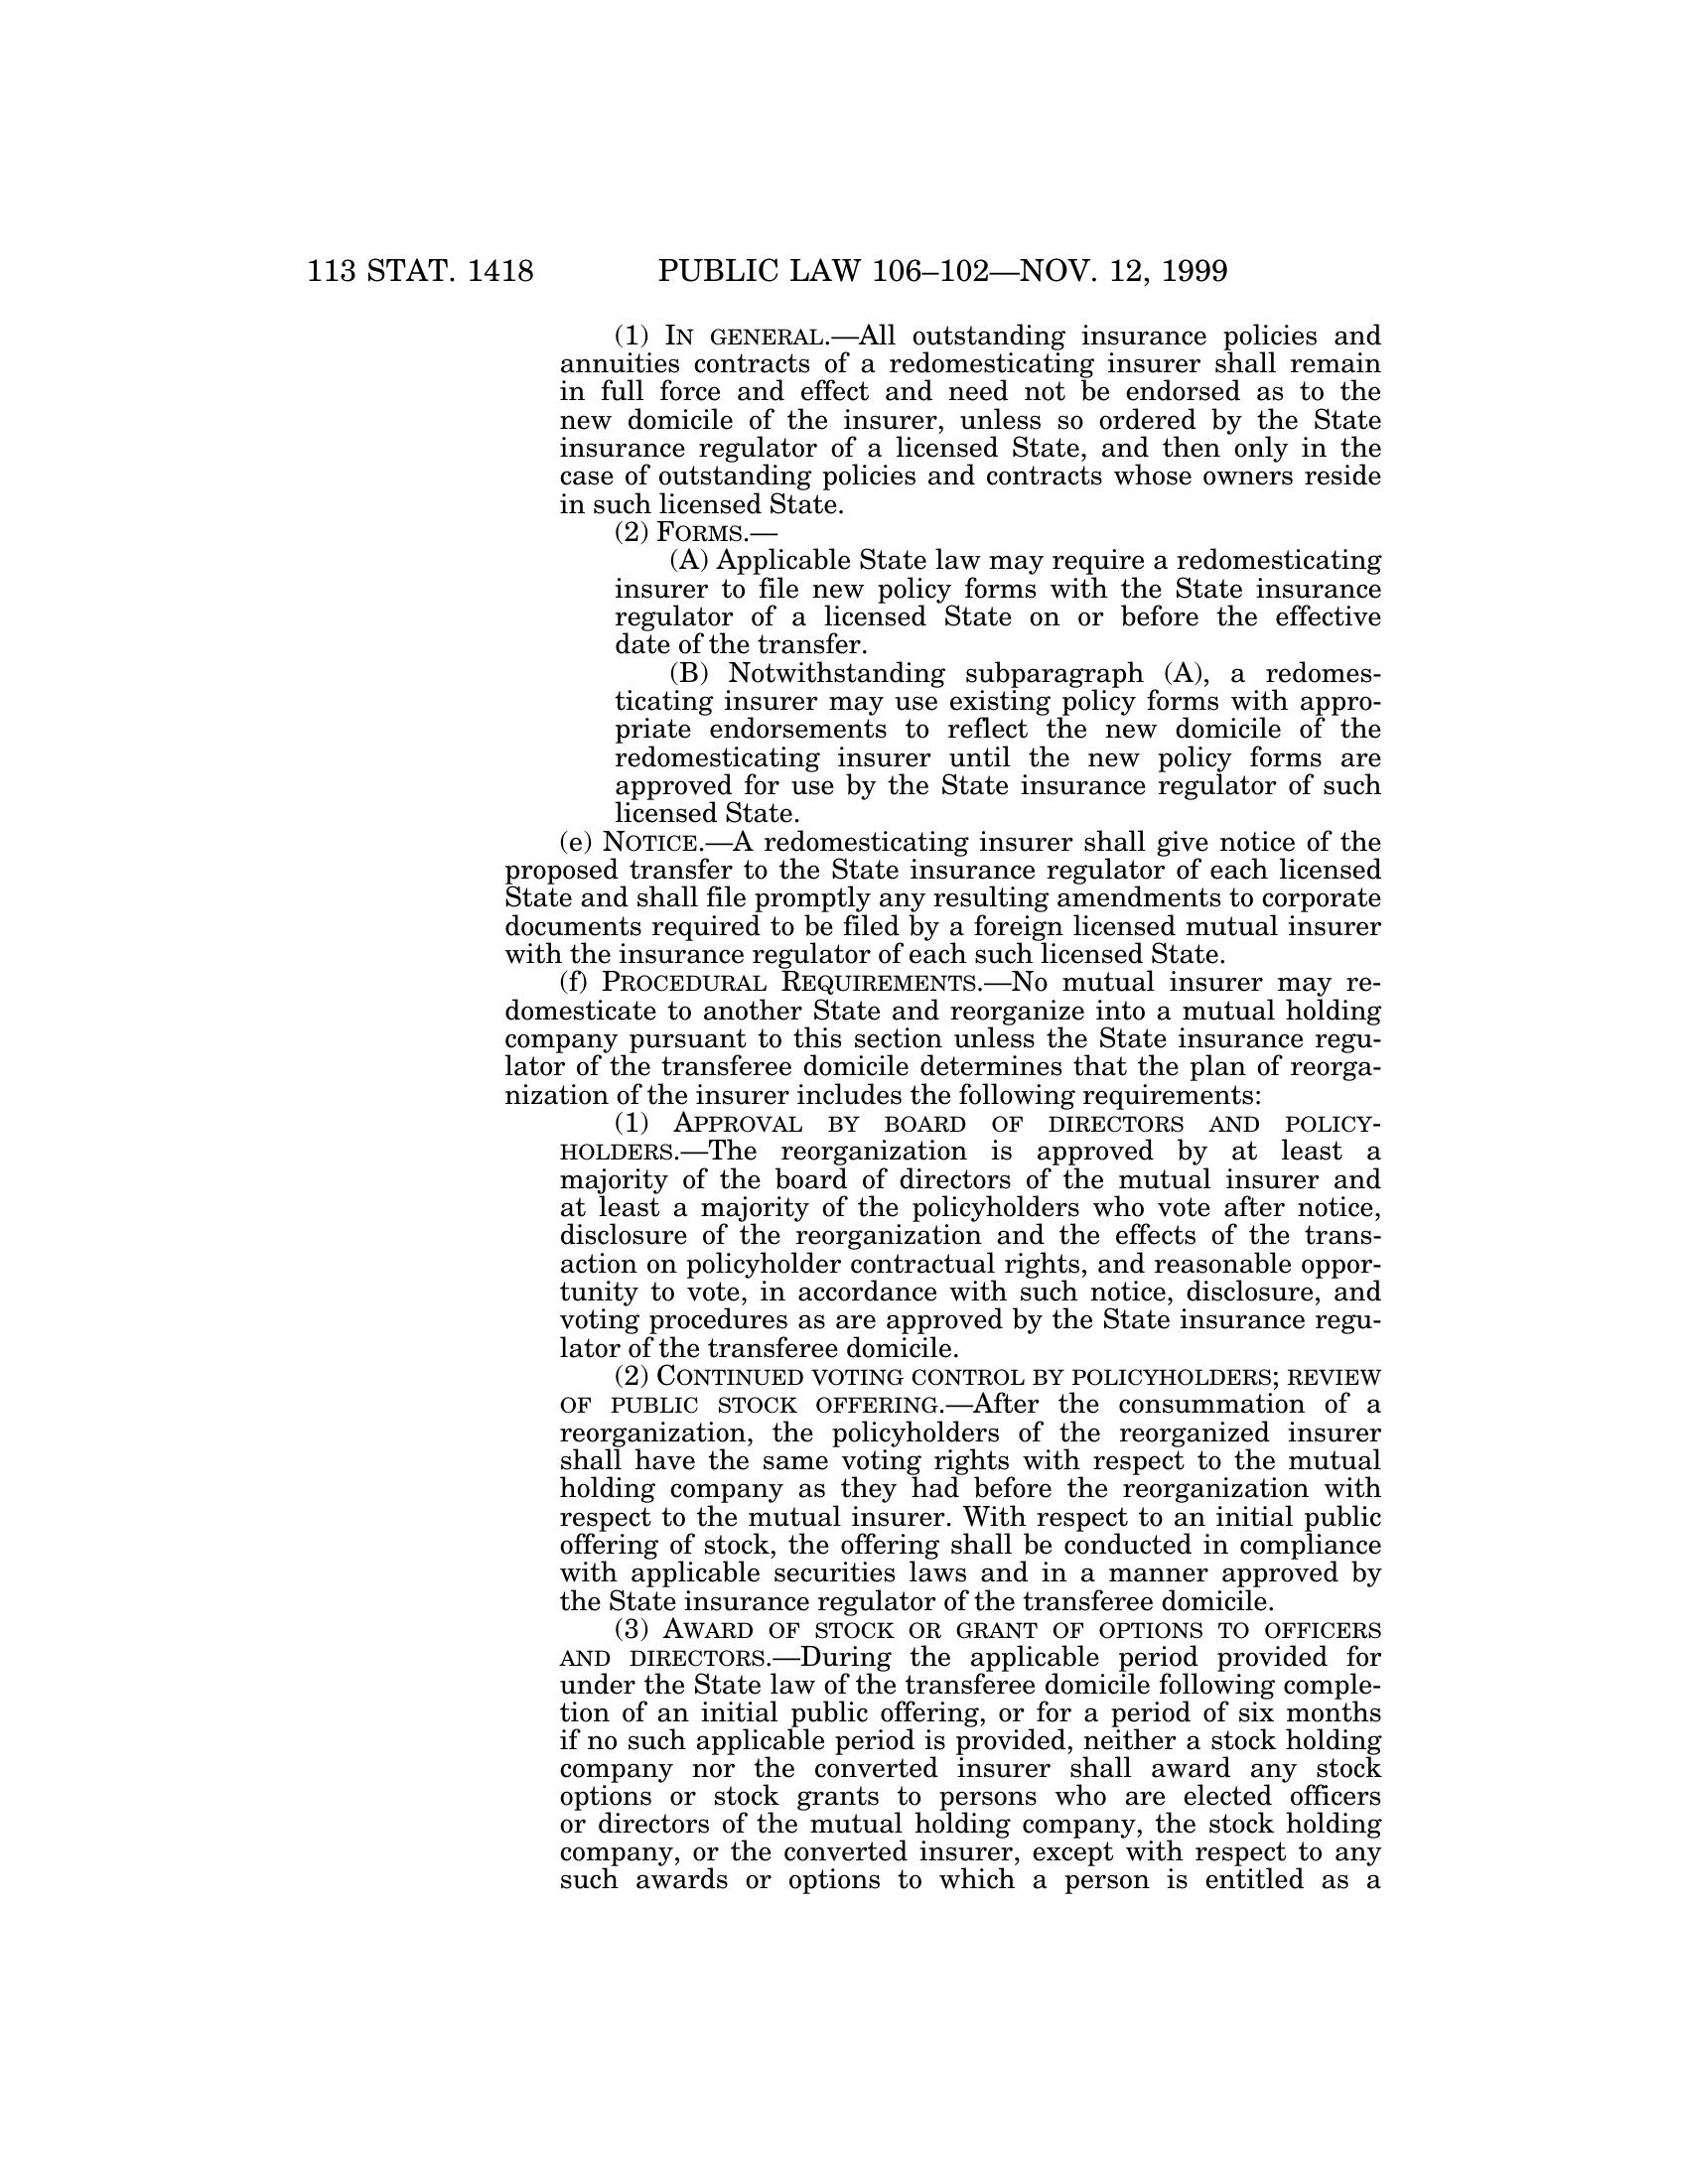 113 STAT. 1418 PUBLIC LAW 106–102—NOV. 12, 1999
(1) IN GENERAL.—All outstanding insurance policies and
annuities contracts of a redomesticating insurer shall remain
in full force and effect and need not be endorsed as to the
new domicile of the insurer, unless so ordered by the State
insurance regulator of a licensed State, and then only in the
case of outstanding policies and contracts whose owners reside
in such licensed State.
(2) FORMS.—
(A) Applicable State law may require a redomesticating
insurer to file new policy forms with the State insurance
regulator of a licensed State on or before the effective
date of the transfer.
(B) Notwithstanding subparagraph (A), a redomes-
ticating insurer may use existing policy forms with appro-
priate endorsements to reflect the new domicile of the
redomesticating insurer until the new policy forms are
approved for use by the State insurance regulator of such
licensed State.
(e) NOTICE.—A redomesticating insurer shall give notice of the
proposed transfer to the State insurance regulator of each licensed
State and shall file promptly any resulting amendments to corporate
documents required to be filed by a foreign licensed mutual insurer
with the insurance regulator of each such licensed State.
(f) PROCEDURAL REQUIREMENTS.—No mutual insurer may re-
domesticate to another State and reorganize into a mutual holding
company pursuant to this section unless the State insurance regu-
lator of the transferee domicile determines that the plan of reorga-
nization of the insurer includes the following requirements:
(1) APPROVAL BY BOARD OF DIRECTORS AND POLICY-
HOLDERS.—The reorganization is approved by at least a
majority of the board of directors of the mutual insurer and
at least a majority of the policyholders who vote after notice,
disclosure of the reorganization and the effects of the trans-
action on policyholder contractual rights, and reasonable oppor-
tunity to vote, in accordance with such notice, disclosure, and
voting procedures as are approved by the State insurance regu-
lator of the transferee domicile.
(2) CONTINUED VOTING CONTROL BY POLICYHOLDERS; REVIEW
OF PUBLIC STOCK OFFERING.—After the consummation of a
reorganization, the policyholders of the reorganized insurer
shall have the same voting rights with respect to the mutual
holding company as they had before the reorganization with
respect to the mutual insurer. With respect to an initial public
offering of stock, the offering shall be conducted in compliance
with applicable securities laws and in a manner approved by
the State insurance regulator of the transferee domicile.
(3) AWARD OF STOCK OR GRANT OF OPTIONS TO OFFICERS
AND DIRECTORS.—During the applicable period provided for
under the State law of the transferee domicile following comple-
tion of an initial public offering, or for a period of six months
if no such applicable period is provided, neither a stock holding
company nor the converted insurer shall award any stock
options or stock grants to persons who are elected officers
or directors of the mutual holding company, the stock holding
company, or the converted insurer, except with respect to any
such awards or options to which a person is entitled as a